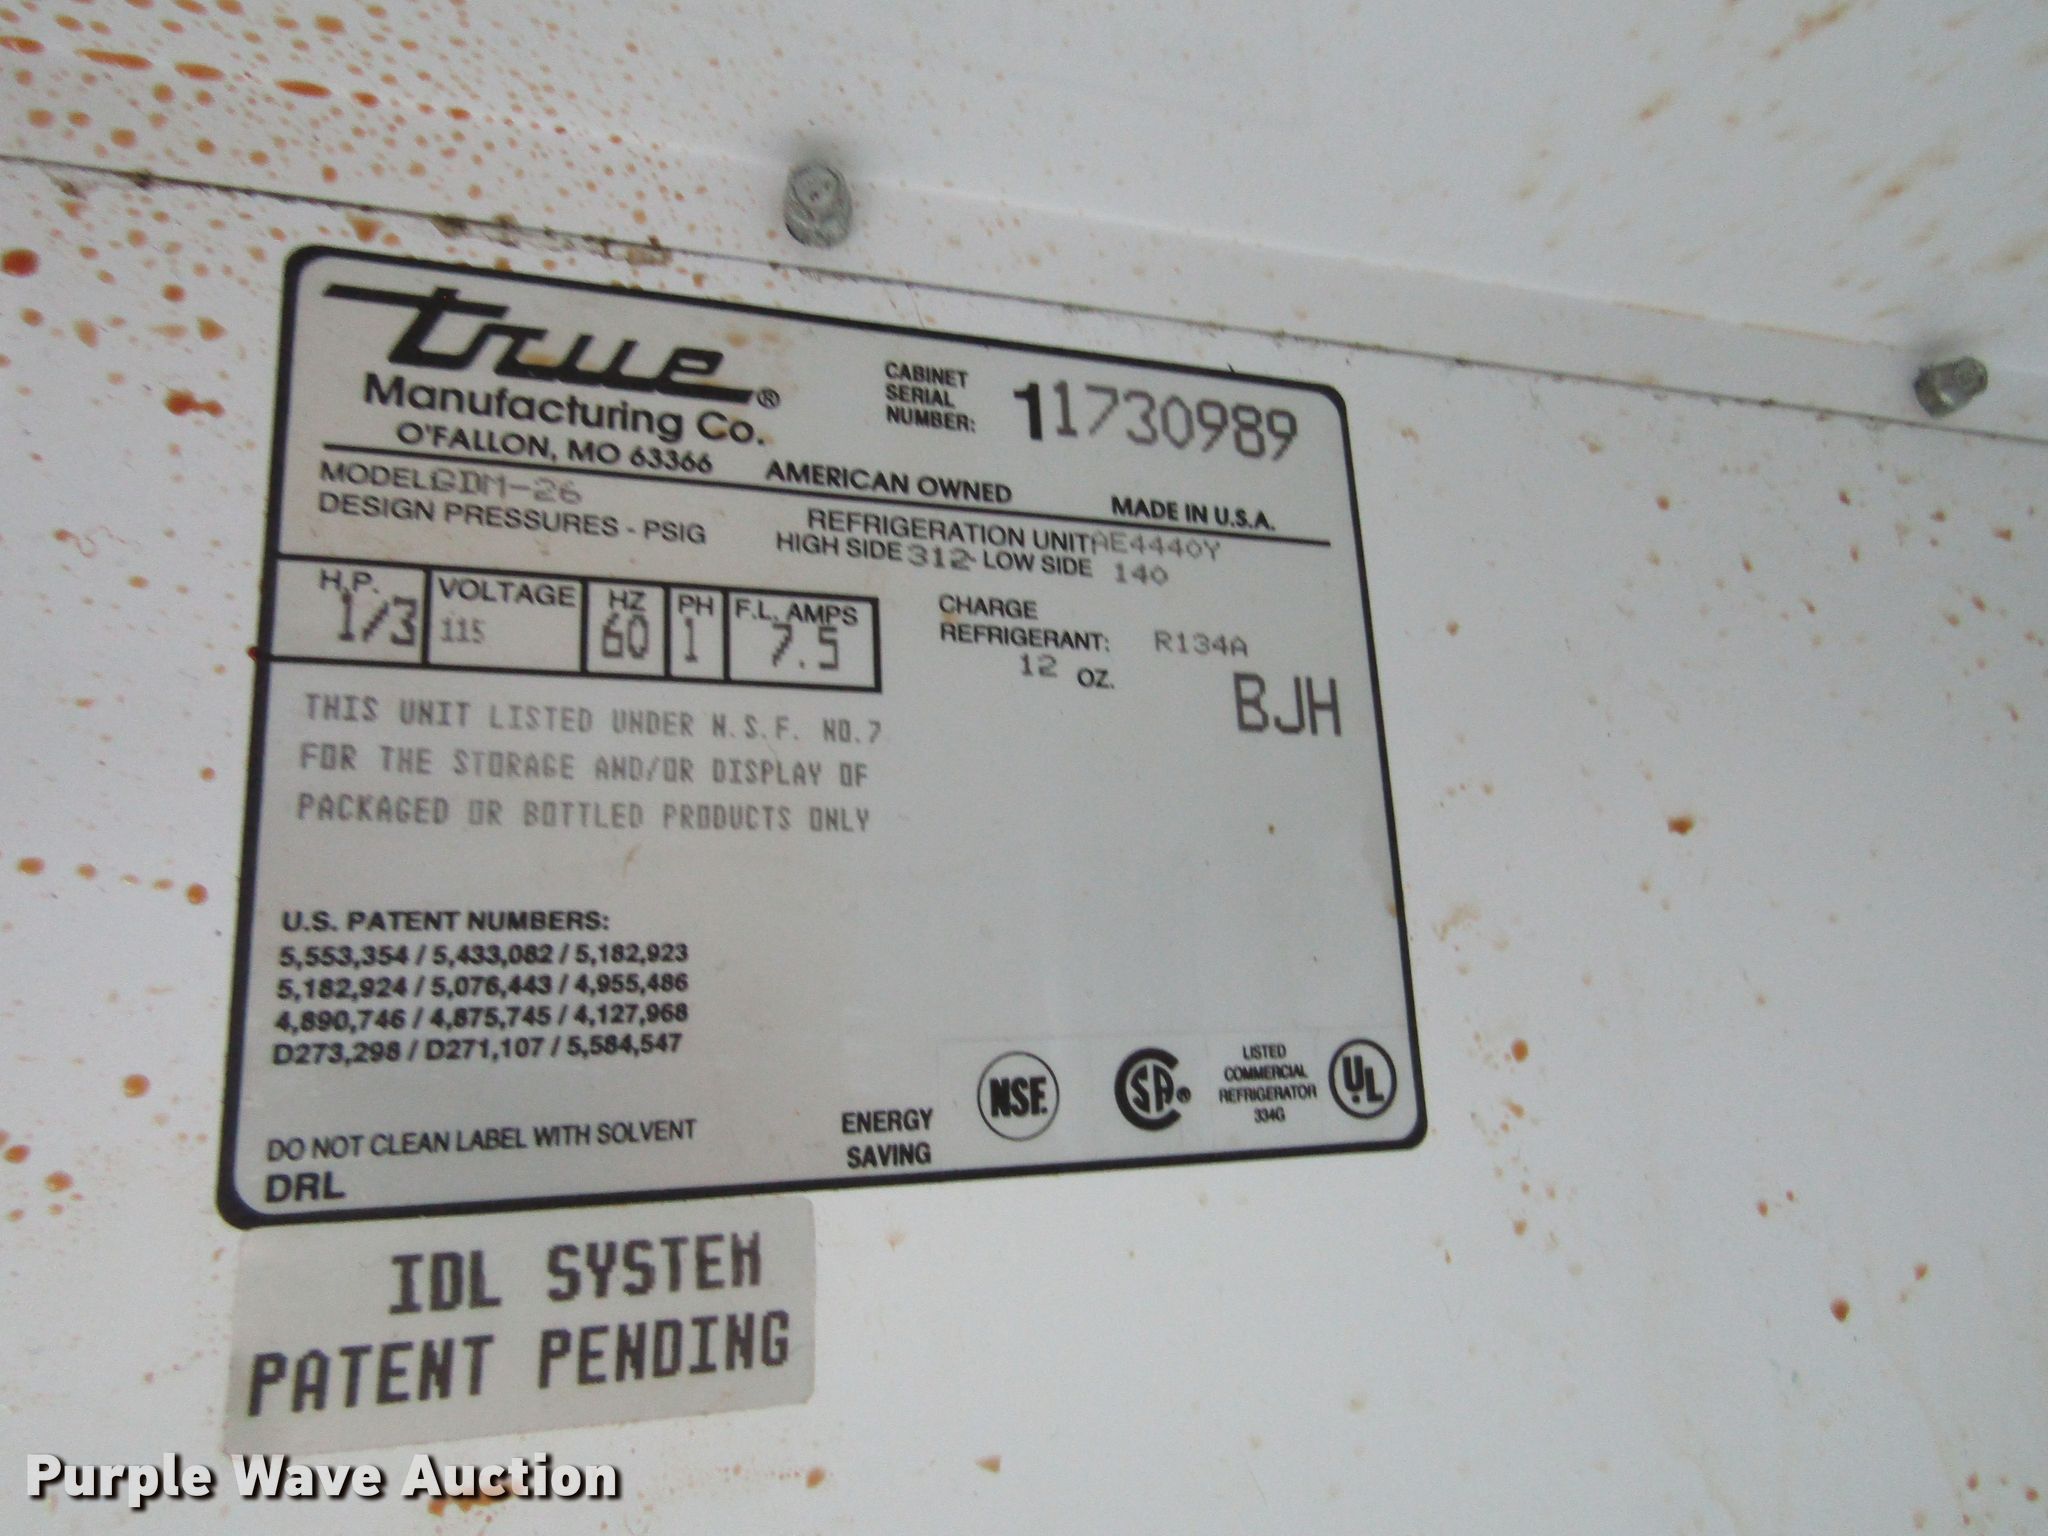 true®
Manufacturing Co.
O'FALLON, MO 63366
CABINET
SERIAL
NUMBER: 11730989
AMERICAN OWNED
MADE IN U.S.A.
MODEL GDM-26
REFRIGERATION UNIT AE4440Y
DESIGN PRESSURES - PSIG
HIGH SIDE 312 - LOW SIDE 140
H.P. VOLTAGE HZ PH F.L. AMPS
1/3 115 60 1 7.5
CHARGE
REFRIGERANT: R134A
12 OZ.
BJH
THIS UNIT LISTED UNDER N.S.F. NO.7
FOR THE STORAGE AND/OR DISPLAY OF
PACKAGED OR BOTTLED PRODUCTS ONLY
U.S. PATENT NUMBERS:
5,553,354 / 5,433,082 / 5,182,923
5,182,924 / 5,076,443 / 4,955,486
4,890,746 / 4,875,745 / 4,127,968
D273,298 / D271,107 / 5,584,547
DO NOT CLEAN LABEL WITH SOLVENT
DRL
ENERGY
SAVING
NSF.
SA®
LISTED
COMMERCIAL
REFRIGERATOR
334G
UL
IDL SYSTEM
PATENT PENDING
Purple Wave Auction